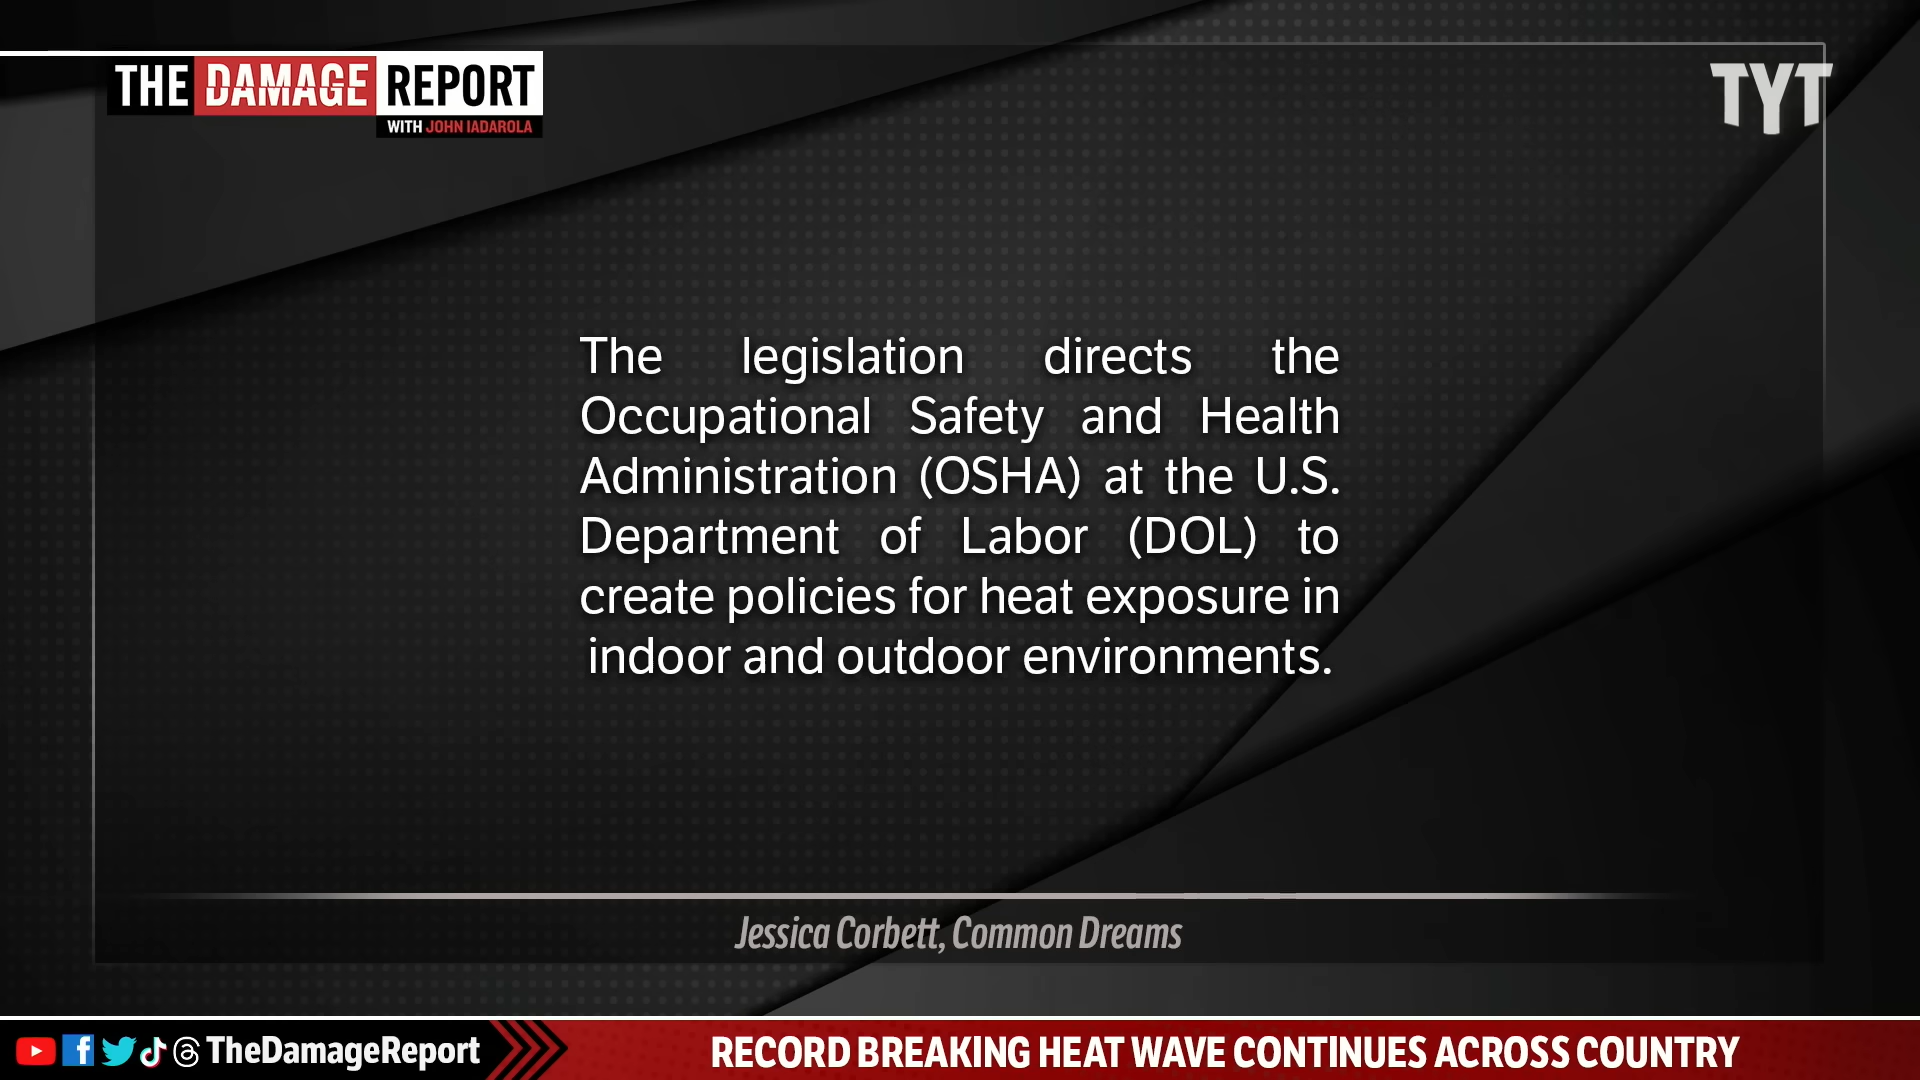 THE DAMAGE REPORT
WITH JOHN IADAROLA
TYT
The legislation directs the
Occupational Safety and Health
Administration (OSHA) at the U.S.
Department of Labor (DOL) to
create policies for heat exposure in
indoor and outdoor environments.
Jessica Corbett, Common Dreams
TheDamageReport
RECORD BREAKING HEAT WAVE CONTINUES ACROSS COUNTRY